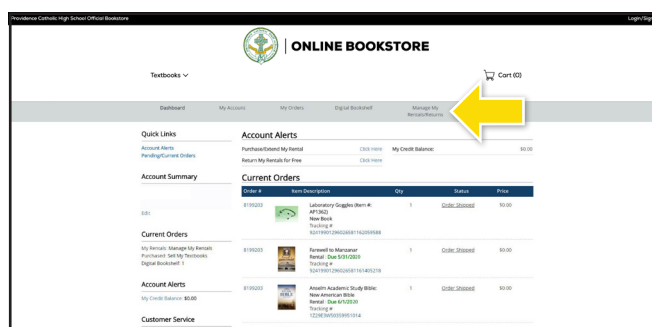 Providence Catholic High School Official Bookstore
Login/Sign
ONLINE BOOKSTORE
Textbooks
Cart (0)
Dashboard
My Account
My Orders
Digital Bookshelf
Manage My
Rentals/Returns
Quick Links
Account Alerts
Pending/Current Orders
Account Summary
Edit
Current Orders
My Rentals: Manage My Rentals
Purchased: Sell My Textbooks
Digital Bookshelf: 1
Account Alerts
My Credit Balance: $0.00
Customer Service
Account Alerts
Purchase/Extend My Rental
Click Here
My Credit Balance:
$0.00
Return My Rentals for Free
Click Here
Current Orders
Order #
Item Description
Qty
Status
Price
8199203
Laboratory Goggles (Item #:
AP1362)
New Book
Tracking #
1
Order Shipped
$0.00
8199203
Farewell to Manzanar
Rental - Due 5/31/2020
Tracking #
1
Order Shipped
$0.00
8199203
Anselm Academic Study Bible:
New American Bible
Rental - Due 6/1/2020
Tracking #
1
Order Shipped
$0.00